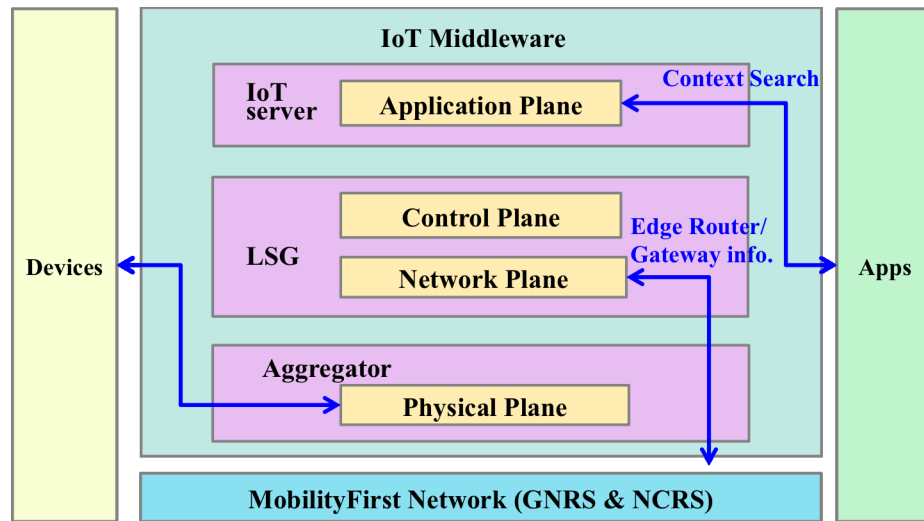 IoT Middleware
IoT
server
Application Plane
Context Search
Control Plane
LSG
Edge Router/
Gateway info.
Network Plane
Devices
Apps
Aggregator
Physical Plane
MobilityFirst Network (GNRS & NCRS)